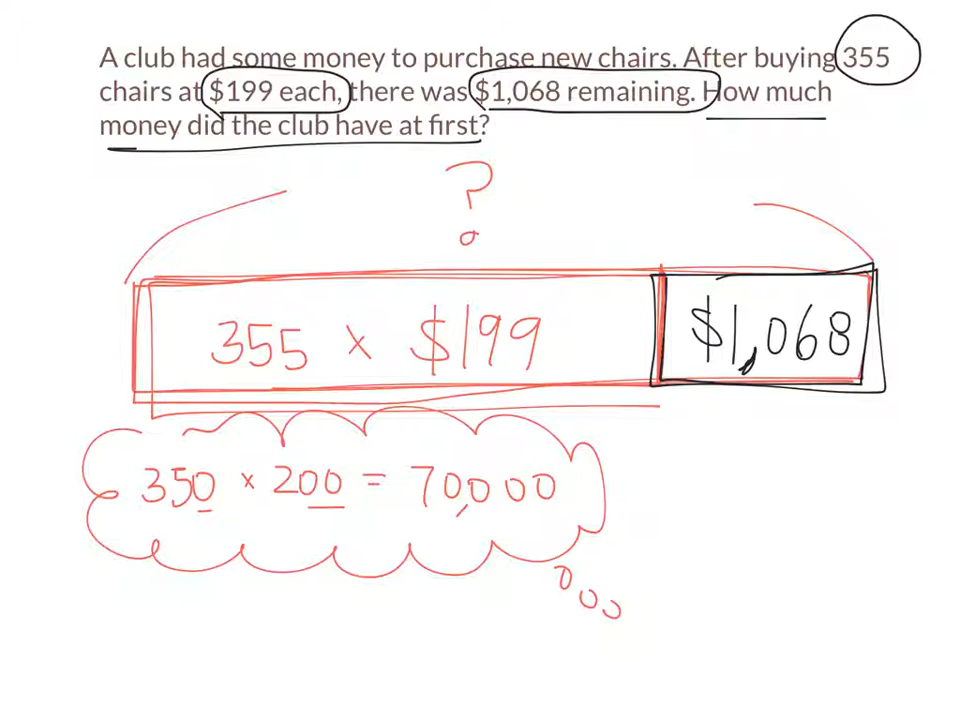 A club had some money to purchase new chairs. After buying 355
chairs at $199 each, there was $1,068 remaining. How much
money did the club have at first?
?
355 x $199 $1,068
350 x 200 = 70,000